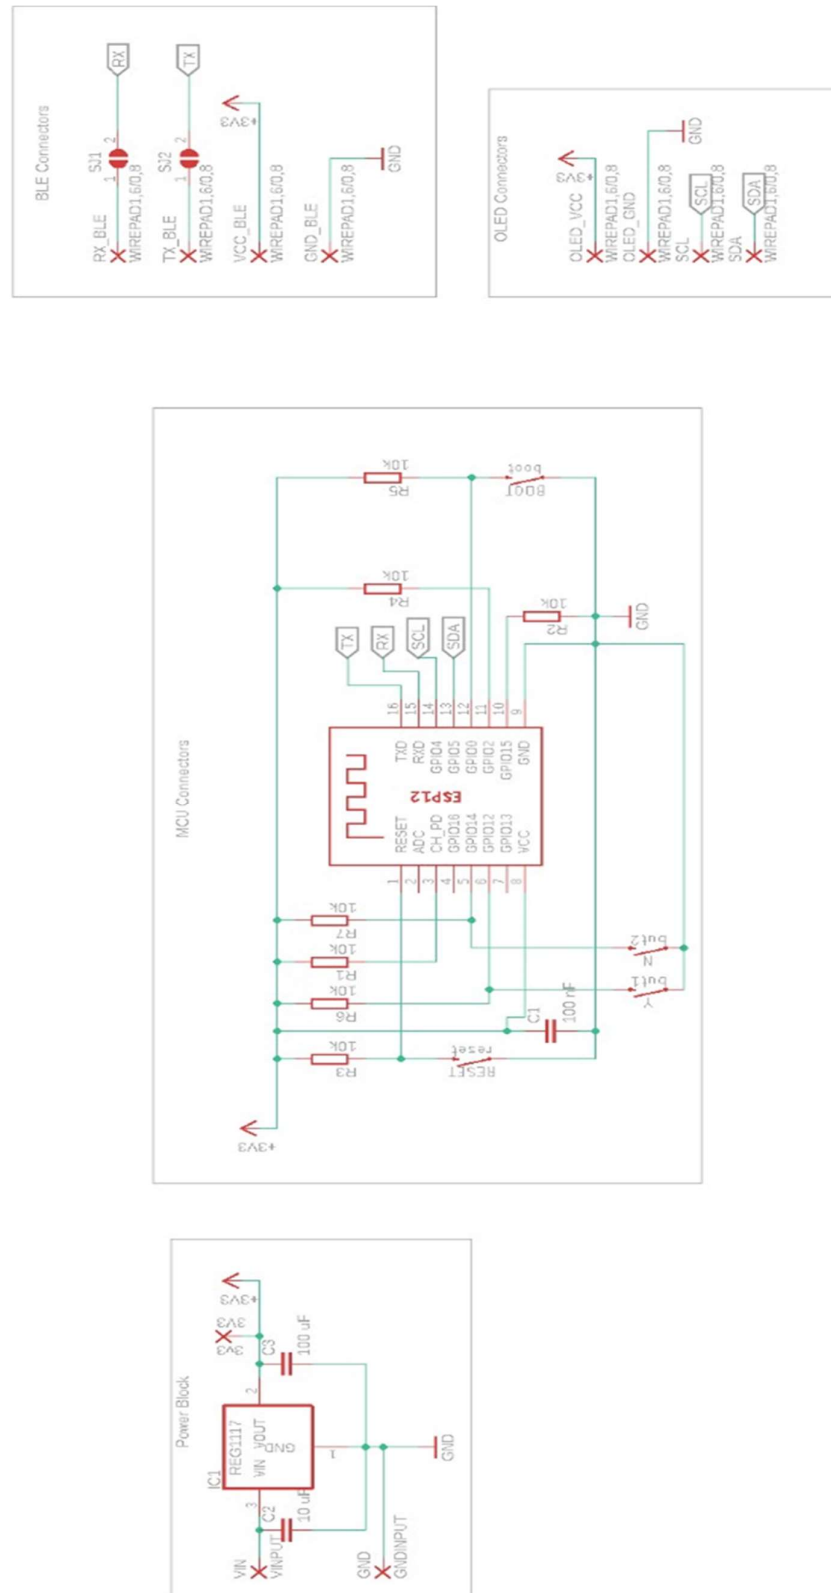 BLE Connectors
RX
TX
SJ1
1
2
SJ2
1
2
+3V3
GND
RX_BLE
WIREPAD1,6/0,8
TX_BLE
WIREPAD1,6/0,8
VCC_BLE
WIREPAD1,6/0,8
GND_BLE
WIREPAD1,6/0,8
OLED Connectors
+3V3
GND
SCL
SDA
OLED_VCC
WIREPAD1,6/0,8
OLED_GND
WIREPAD1,6/0,8
SCL
WIREPAD1,6/0,8
SDA
WIREPAD1,6/0,8
MCU Connectors
R5
10k
BOOT
boot
R4
10k
R2
10k
GND
TX
RX
SCL
SDA
16
15
14
13
12
11
10
9
TXD
RXD
GPIO4
GPIO5
GPIO0
GPIO2
GPIO15
GND
ESP12
RESET
ADC
CH_PD
GPIO16
GPIO14
GPIO12
GPIO13
VCC
1
2
3
4
5
6
7
8
R7
10k
R1
10k
R6
10k
R3
10k
N
but2
Y
but1
C1
100 nF
RESET
reset
+3V3
Power Block
+3V3
3V3
3V3
C3
100 uF
2
IC1
REG1117
VIN
VOUT
GND
1
3
C2
10 uF
GND
VIN
VINPUT
GND
GNDINPUT